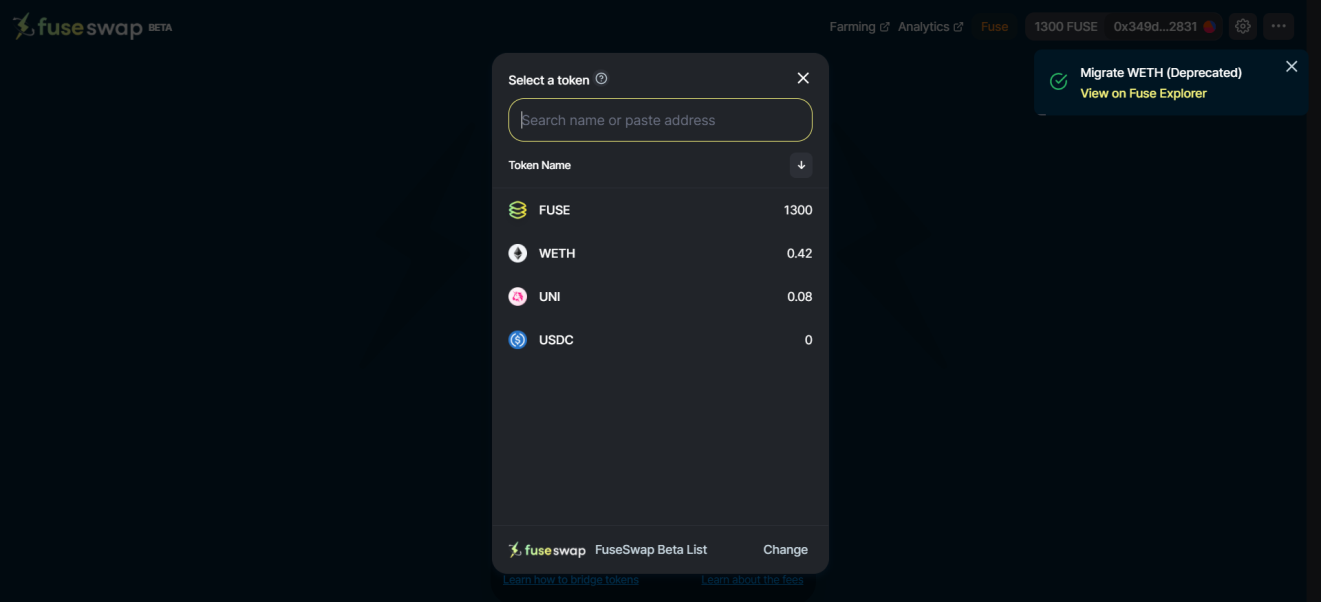 fuseswap BETA
Farming Analytics Fuse 1300 FUSE 0x349d...2831 ...
Migrate WETH (Deprecated)
View on Fuse Explorer
Select a token ?
Search name or paste address
Token Name
FUSE 1300
WETH 0.42
UNI 0.08
USDC 0
fuseswap FuseSwap Beta List Change
Learn how to bridge tokens Learn about the fees